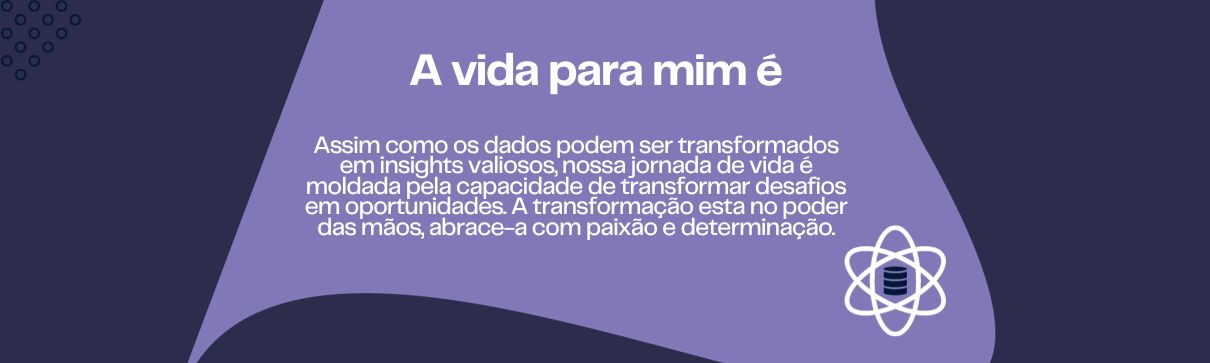 A vida para mim é
Assim como os dados podem ser transformados
em insights valiosos, nossa jornada de vida é
moldada pela capacidade de transformar desafios
em oportunidades. A transformação esta no poder
das mãos, abrace-a com paixão e determinação.